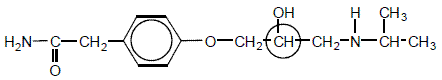 OH H CH₃
H₂N C CH₂ O CH₂ CH CH₂ N CH CH₃
O